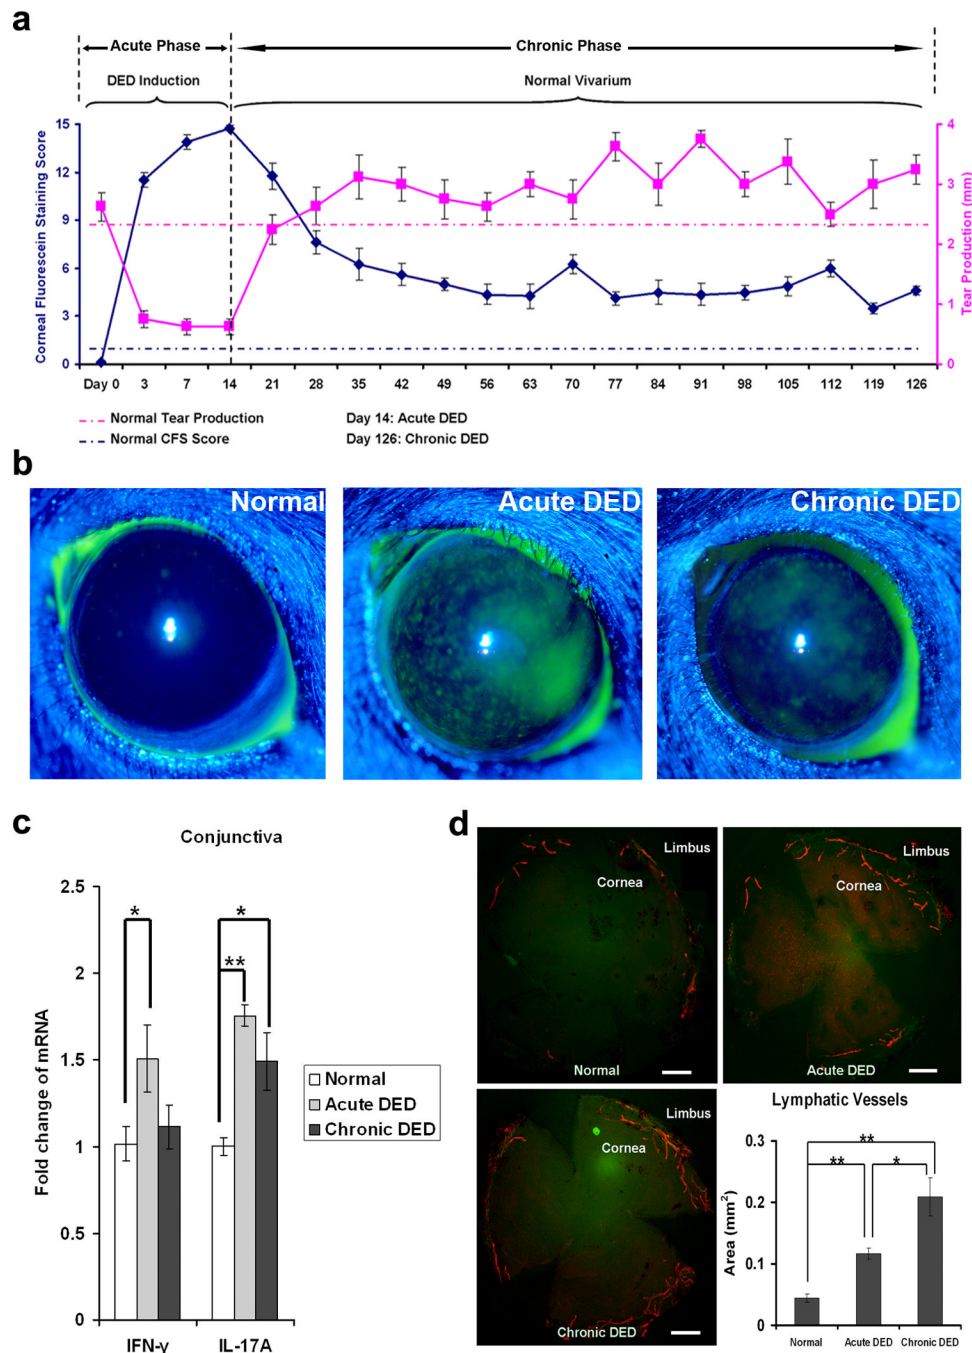 a
Acute Phase
Chronic Phase
DED Induction
Normal Vivarium
15
12
9
6
3
0
Corneal Fluorescein Staining Score
4
3
2
1
0
Tear Production (mm)
Day 0 3 7 14 21 28 35 42 49 56 63 70 77 84 91 98 105 112 119 126
Normal Tear Production
Day 14: Acute DED
Normal CFS Score
Day 126: Chronic DED
b
Normal
Acute DED
Chronic DED
c
Conjunctiva
2.5
2
1.5
1
0.5
0
Fold change of mRNA
*
*
**
IFN-γ
IL-17A
Normal
Acute DED
Chronic DED
d
Limbus
Cornea
Normal
Limbus
Cornea
Acute DED
Limbus
Cornea
Chronic DED
Lymphatic Vessels
0.3
0.2
0.1
0
Area (mm²)
**
**
*
Normal
Acute DED
Chronic DED